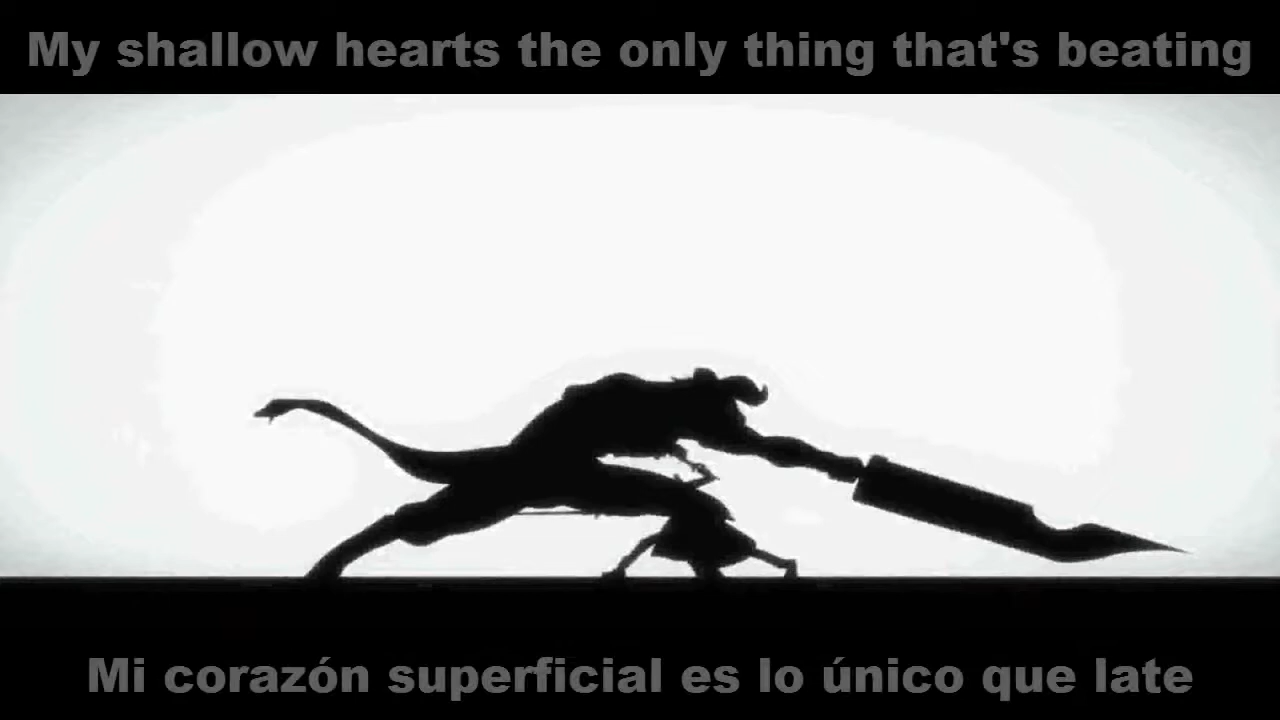 My shallow hearts the only thing that's beating
Mi corazón superficial es lo único que late